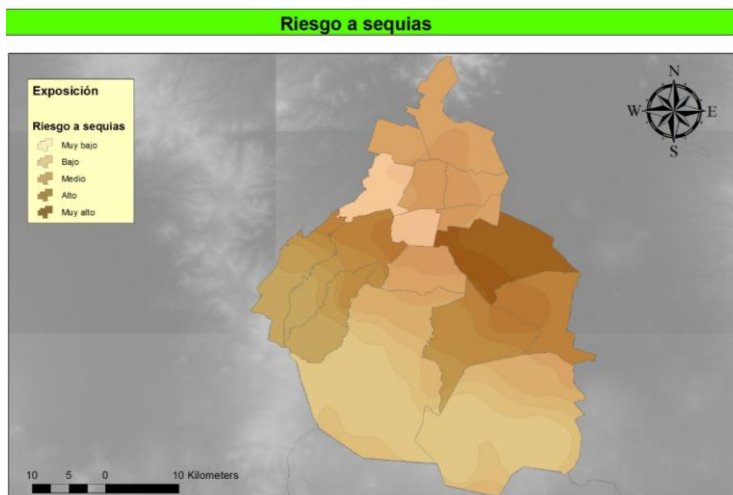 Riesgo a sequias
Exposición
Riesgo a sequias
Muy bajo
Bajo
Medio
Alto
Muy alto
N
W E
S
10 5 0 10 Kilometers